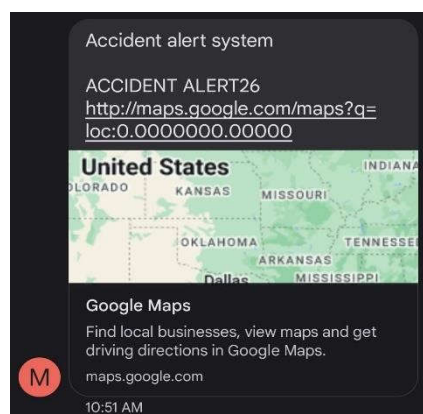 Accident alert system
ACCIDENT ALERT26
http://maps.google.com/maps?q=
loc:0.0000000.00000
United States
OLORADO
KANSAS
MISSOURI
INDIANA
OKLAHOMA
TENNESSE
ARKANSAS
Dallas
MISSISSIPPI
Google Maps
Find local businesses, view maps and get
driving directions in Google Maps.
maps.google.com
M
10:51 AM